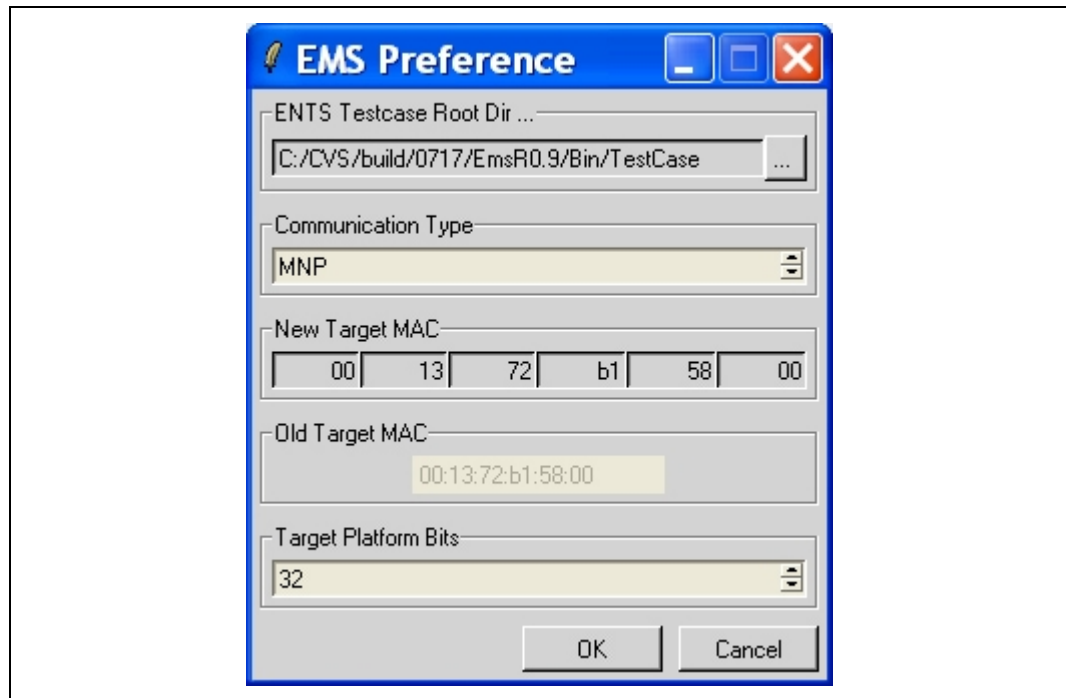 EMS Preference
ENTS Testcase Root Dir ...
C:/CVS/build/0717/EmsR0.9/Bin/TestCase ...
Communication Type
MNP
New Target MAC
00 13 72 b1 58 00
Old Target MAC
00:13:72:b1:58:00
Target Platform Bits
32
OK Cancel